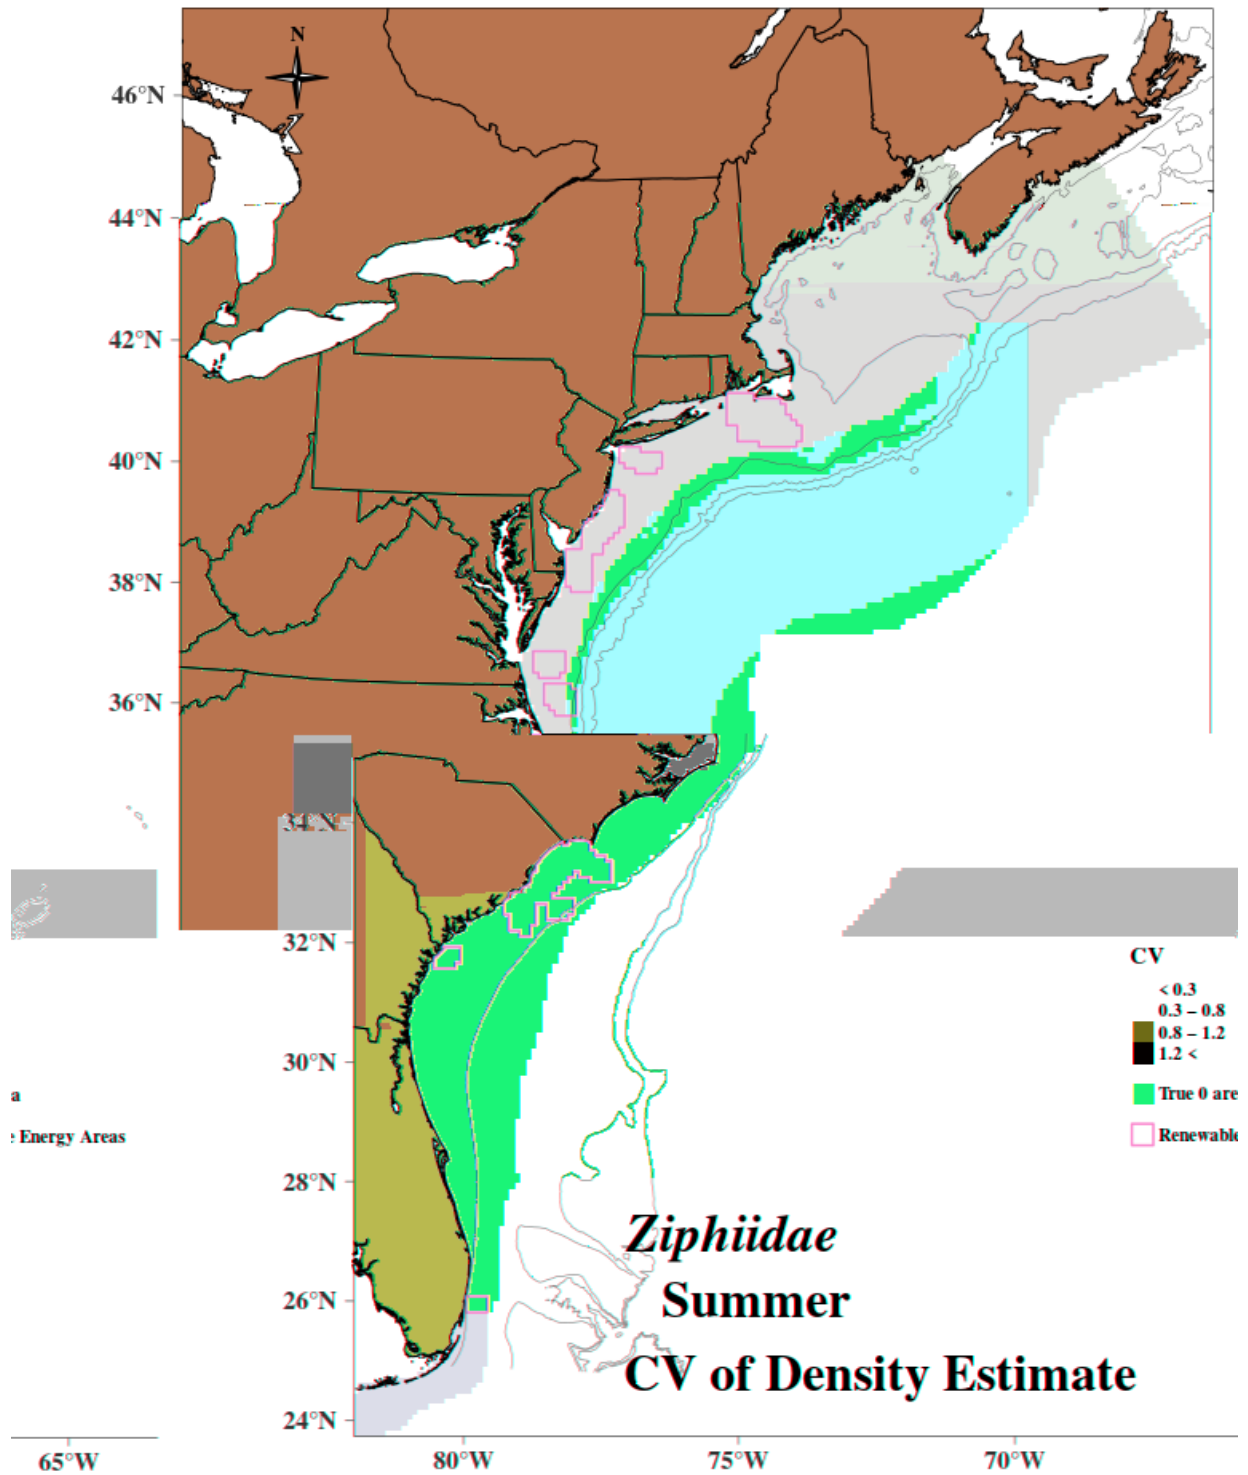 N
46°N
44°N
42°N
40°N
38°N
36°N
34°N
32°N
30°N
28°N
26°N
24°N
CV
< 0.3
0.3 – 0.8
0.8 – 1.2
1.2 <
True 0 are
Renewable
a
e Energy Areas
Ziphiidae
Summer
CV of Density Estimate
65°W
80°W
75°W
70°W